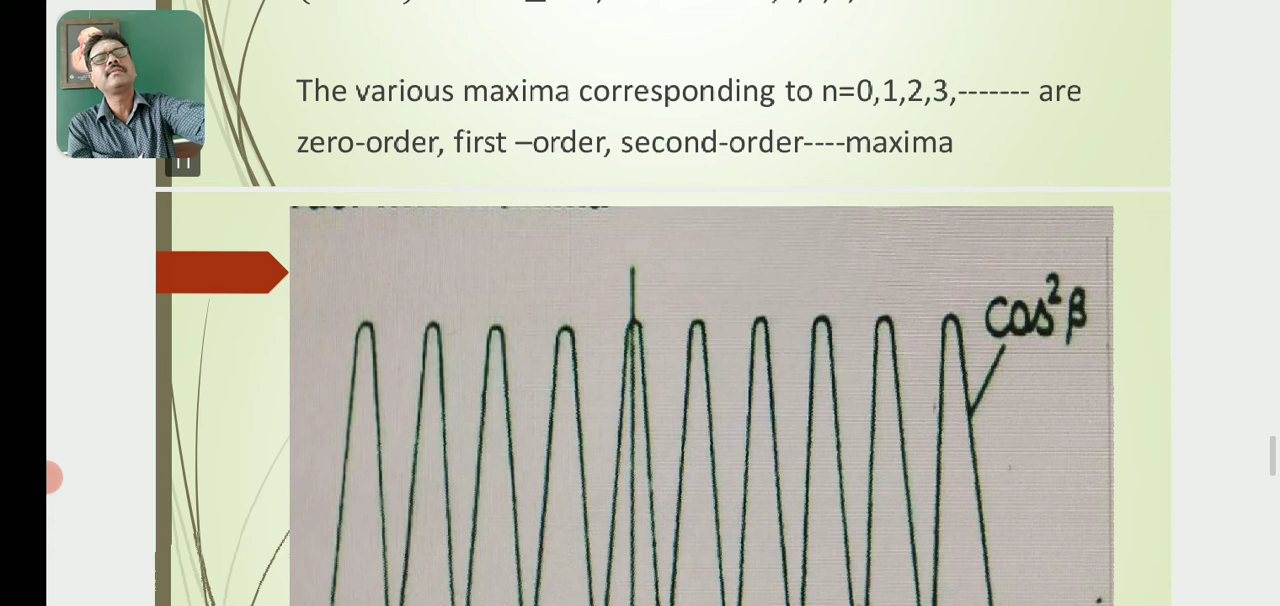 The various maxima corresponding to n=0,1,2,3,------- are
zero-order, first –order, second-order----maxima
cos²β